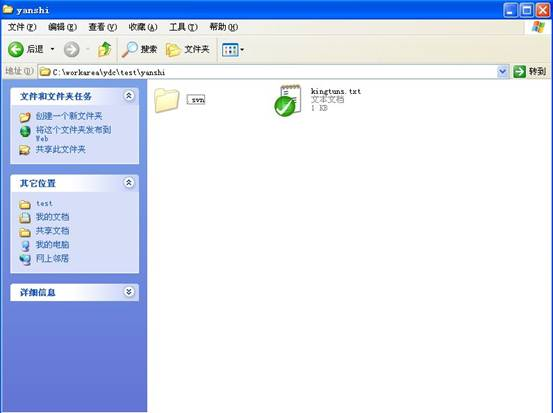 yanshi
文件(F) 编辑(E) 查看(V) 收藏(A) 工具(T) 帮助(H)
后退 搜索 文件夹
地址(D) C:\workarea\ydc\test\yanshi 转到
文件和文件夹任务
创建一个新文件夹
将这个文件夹发布到
Web
共享此文件夹
其它位置
test
我的文档
共享文档
我的电脑
网上邻居
详细信息
.svn
kingtuns.txt
文本文档
1 KB